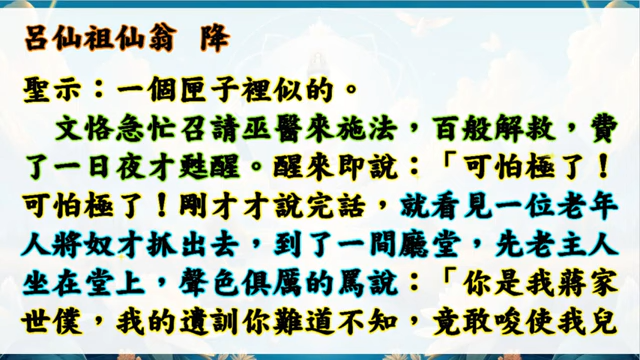 呂仙祖仙翁 降
聖示：一個匣子裡似的。
文恪急忙召請巫醫來施法，百般解救，費
了一日夜才甦醒。醒來即說：「可怕極了！
可怕極了！剛才才說完話，就看見一位老年
人將奴才抓出去，到了一間廳堂，先老主人
坐在堂上，聲色俱厲的罵說：「你是我蔣家
世僕，我的遺訓你難道不知，竟敢唆使我兒